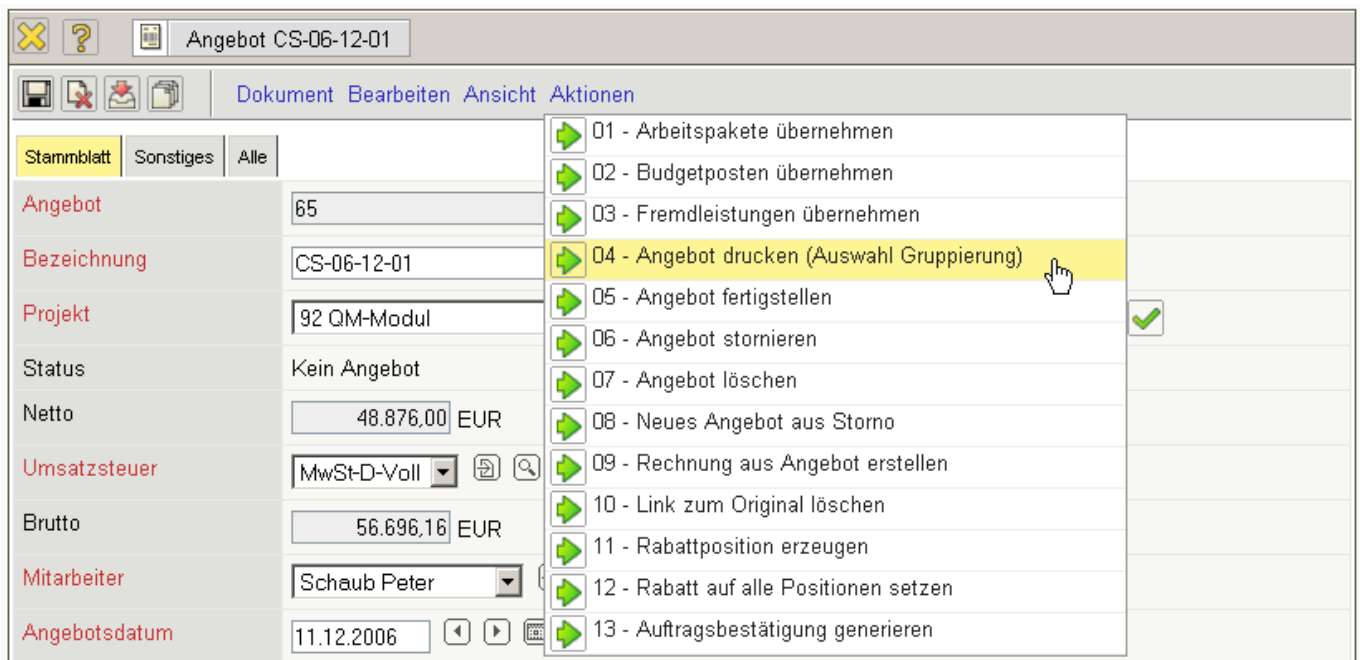 Angebot CS-06-12-01
Dokument Bearbeiten Ansicht Aktionen
Stammblatt Sonstiges Alle
Angebot 65
Bezeichnung CS-06-12-01
Projekt 92 QM-Modul
Status Kein Angebot
Netto 48.876,00 EUR
Umsatzsteuer MwSt-D-Voll
Brutto 56.696,16 EUR
Mitarbeiter Schaub Peter
Angebotsdatum 11.12.2006
01 - Arbeitspakete übernehmen
02 - Budgetposten übernehmen
03 - Fremdleistungen übernehmen
04 - Angebot drucken (Auswahl Gruppierung)
05 - Angebot fertigstellen
06 - Angebot stornieren
07 - Angebot löschen
08 - Neues Angebot aus Storno
09 - Rechnung aus Angebot erstellen
10 - Link zum Original löschen
11 - Rabattposition erzeugen
12 - Rabatt auf alle Positionen setzen
13 - Auftragsbestätigung generieren